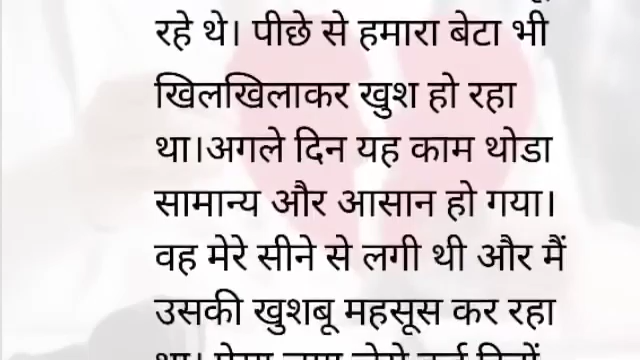 रहे थे। पीछे से हमारा बेटा भी
खिलखिलाकर खुश हो रहा
था।अगले दिन यह काम थोडा
सामान्य और आसान हो गया।
वह मेरे सीने से लगी थी और मैं
उसकी खुशबू महसूस कर रहा